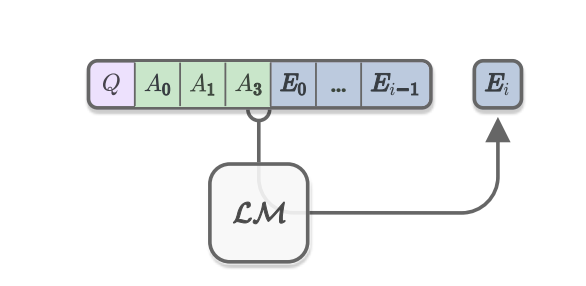 Q A₀ A₁ A₃ E₀ ... Eᵢ₋₁ Eᵢ
ℒℳ